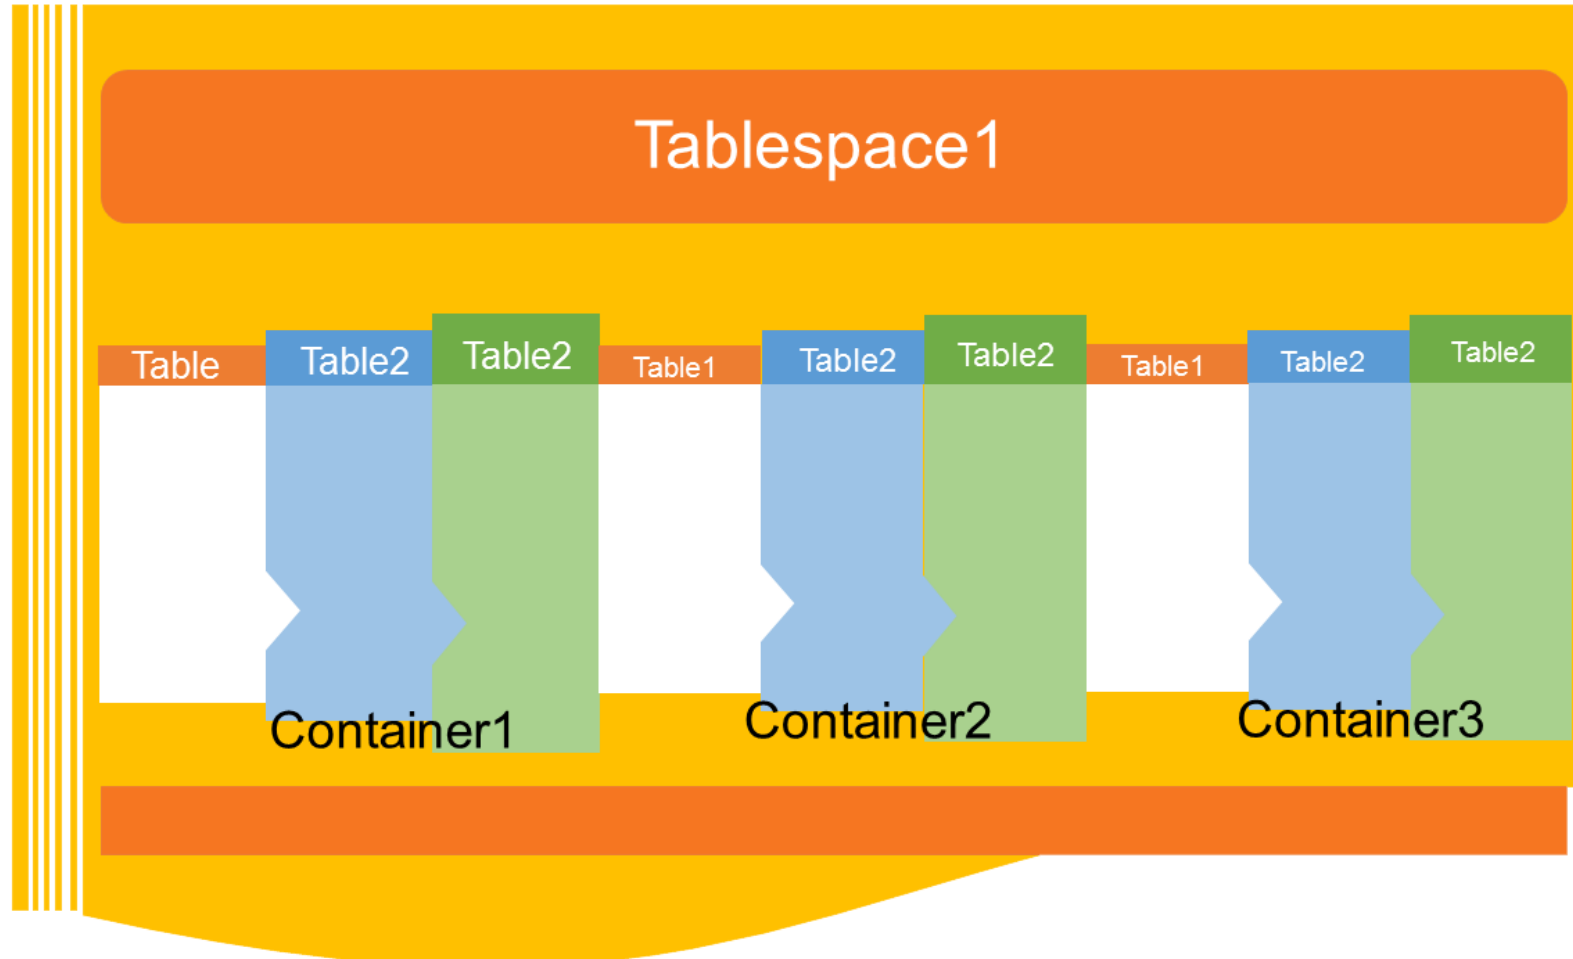 Tablespace1
Table
Table2
Table2
Table1
Table2
Table2
Table1
Table2
Table2
Container1
Container2
Container3